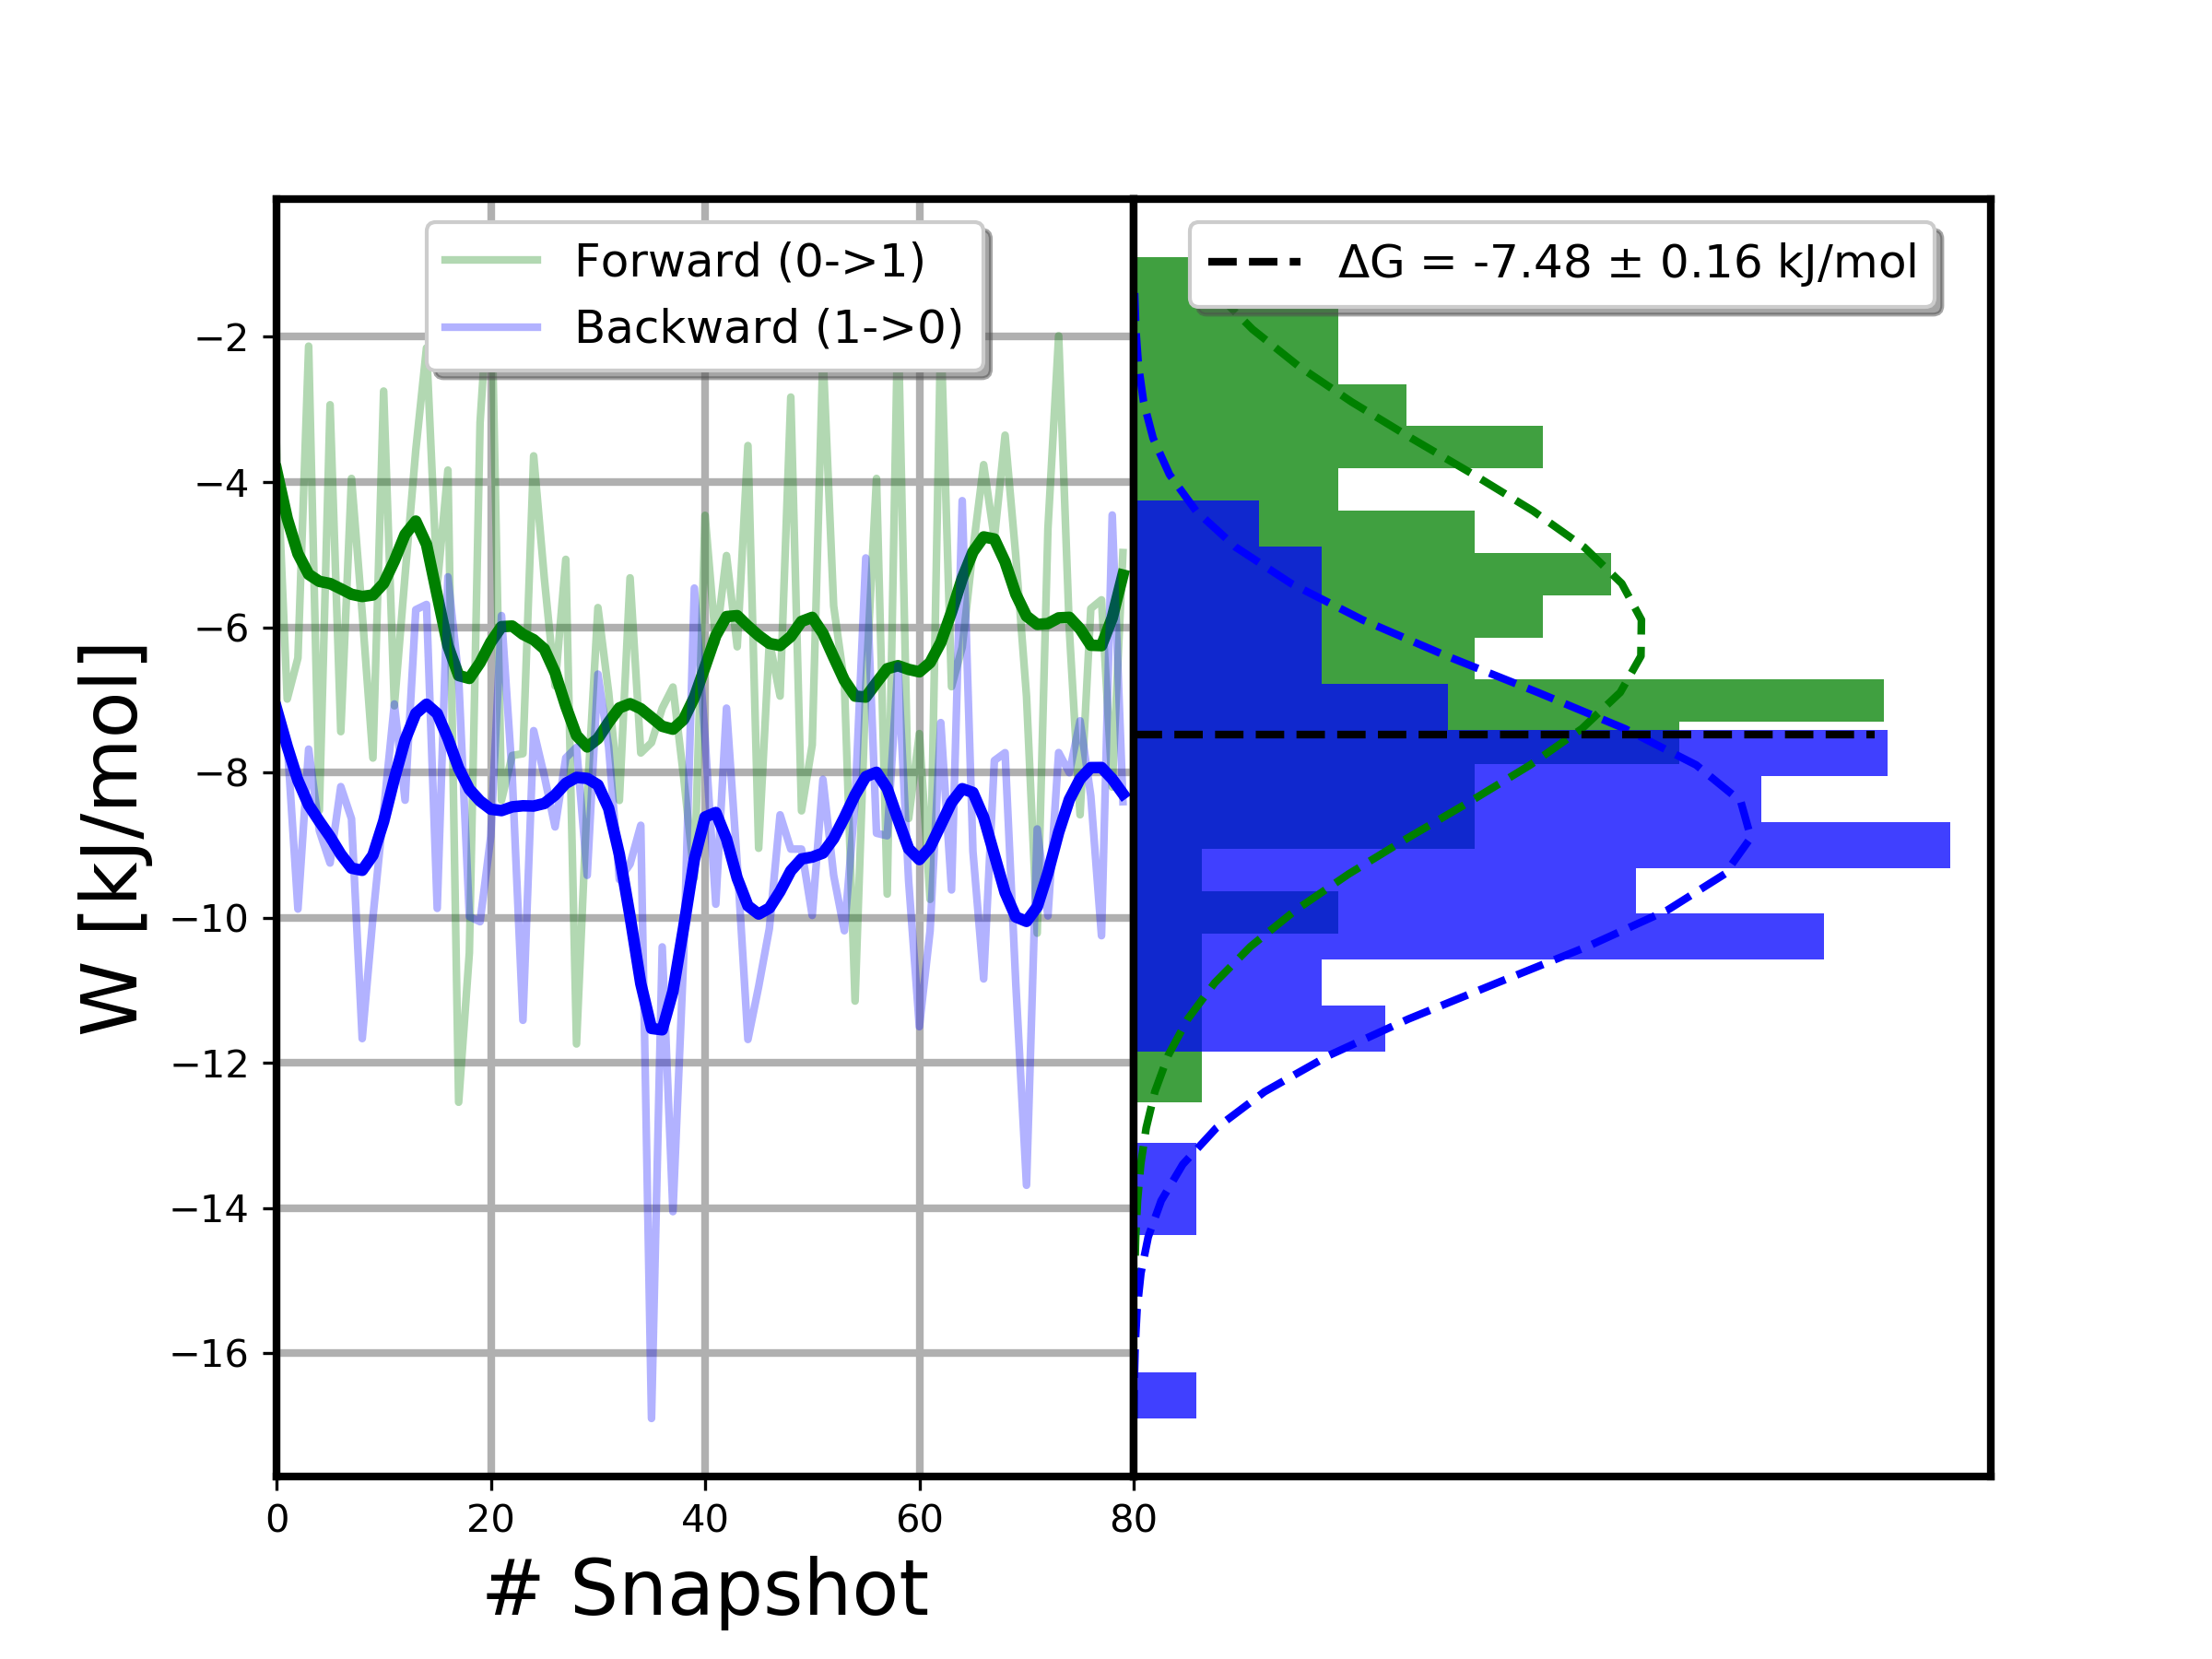 Forward (0->1)
Backward (1->0)
ΔG = -7.48 ± 0.16 kJ/mol
−2
−4
−6
−8
−10
−12
−14
−16
W [kJ/mol]
0 20 40 60 80
# Snapshot